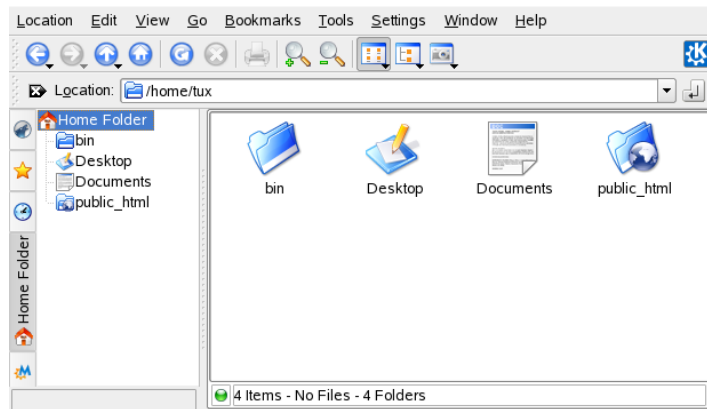 Location Edit View Go Bookmarks Tools Settings Window Help
Location: /home/tux
Home Folder
bin
Desktop
Documents
public_html
Home Folder
bin Desktop Documents public_html
4 Items - No Files - 4 Folders